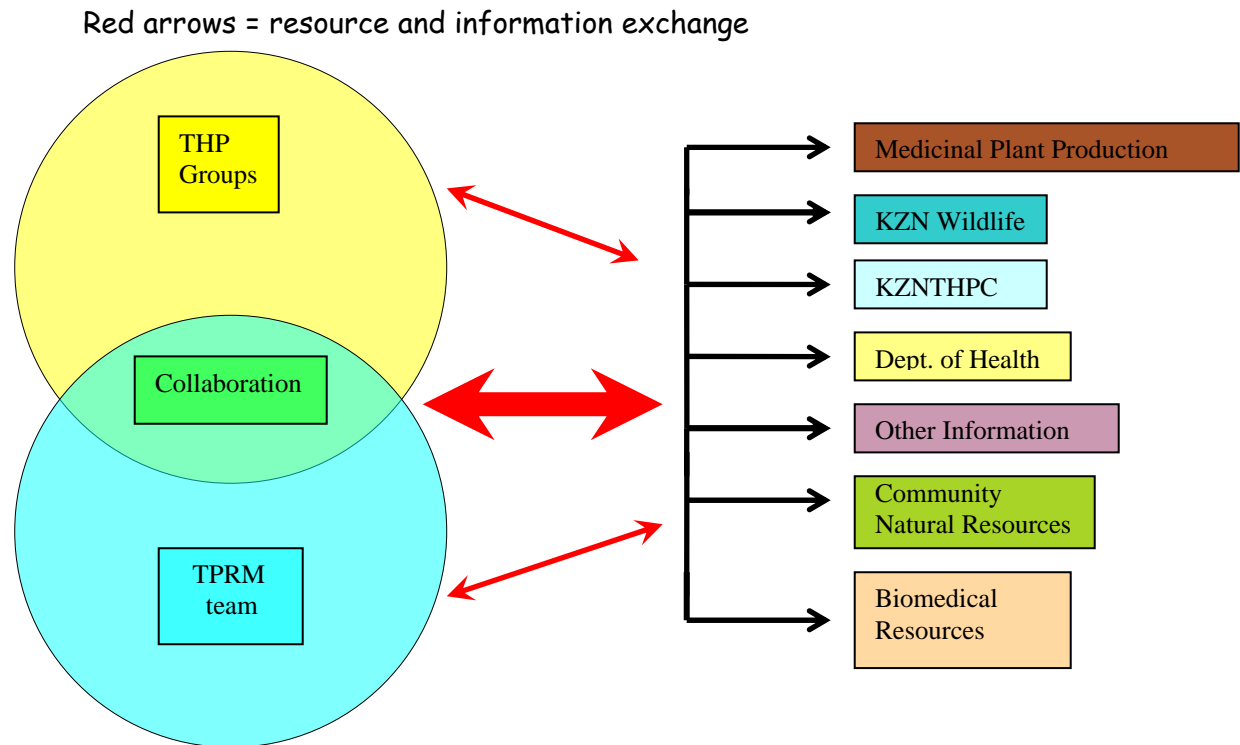 Red arrows = resource and information exchange
THP
Groups
Collaboration
TPRM
team
Medicinal Plant Production
KZN Wildlife
KZNTHPC
Dept. of Health
Other Information
Community
Natural Resources
Biomedical
Resources